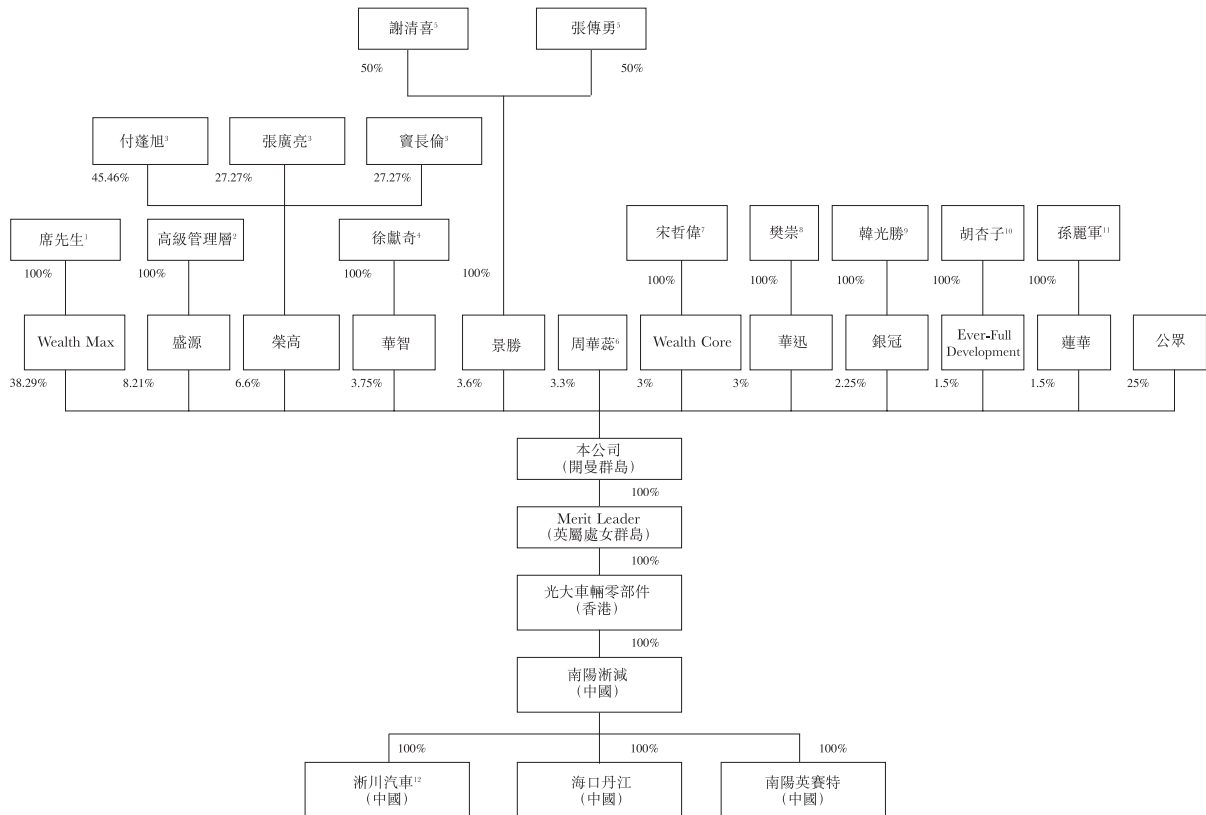 謝清喜5
張傳勇5
50%
50%
付蓬旭3
張廣亮3
竇長倫3
45.46%
27.27%
27.27%
席先生1
高級管理層2
徐獻奇4
宋哲偉7
樊崇8
韓光勝9
胡杏子10
孫麗軍11
100%
100%
100%
100%
100%
100%
100%
100%
100%
Wealth Max
盛源
榮高
華智
景勝
周華蕊6
Wealth Core
華迅
銀冠
Ever-Full
Development
蓮華
公眾
38.29%
8.21%
6.6%
3.75%
3.6%
3.3%
3%
3%
2.25%
1.5%
1.5%
25%
本公司
(開曼群島)
100%
Merit Leader
(英屬處女群島)
100%
光大車輛零部件
(香港)
100%
南陽淅減
(中國)
100%
100%
100%
淅川汽車12
(中國)
海口丹江
(中國)
南陽英賽特
(中國)